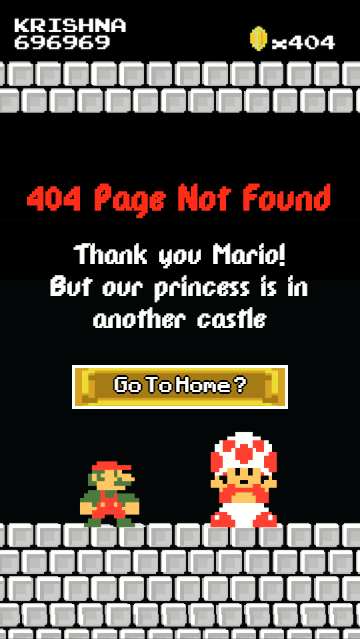 KRISHNA
696969
x404
404 Page Not Found
Thank you Mario!
But our princess is in
another castle
Go To Home?